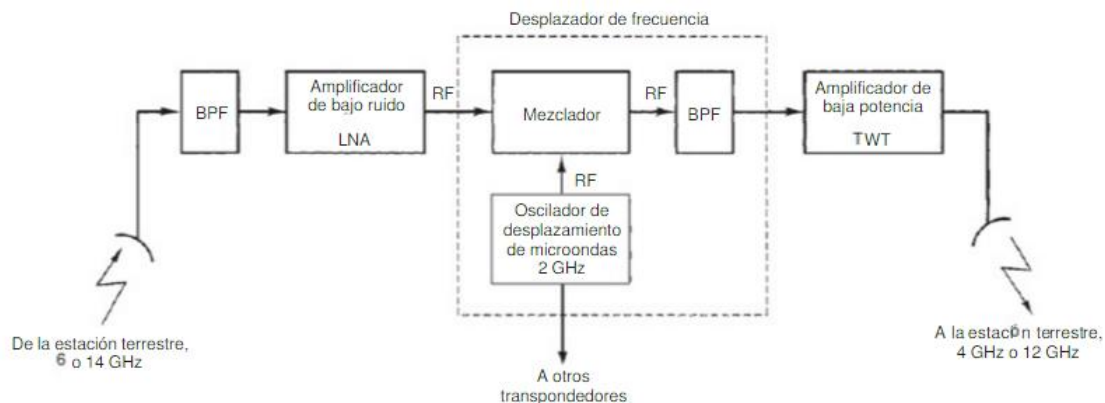 Desplazador de frecuencia
BPF
Amplificador
de bajo ruido
LNA
RF
Mezclador
RF
BPF
Amplificador de
baja potencia
TWT
RF
Oscilador de
desplazamiento
de microondas
2 GHz
De la estación terrestre,
6 o 14 GHz
A la estación terrestre,
4 GHz o 12 GHz
A otros
transpondedores